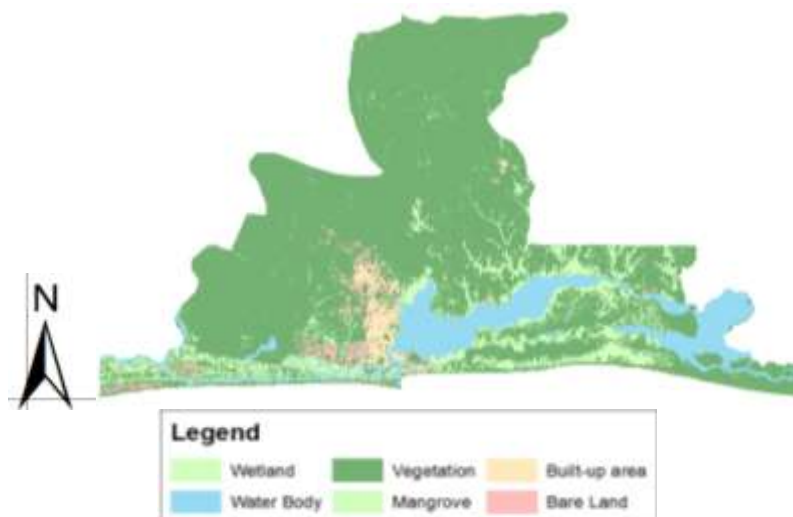 N
Legend
Wetland Vegetation Built-up area
Water Body Mangrove Bare Land